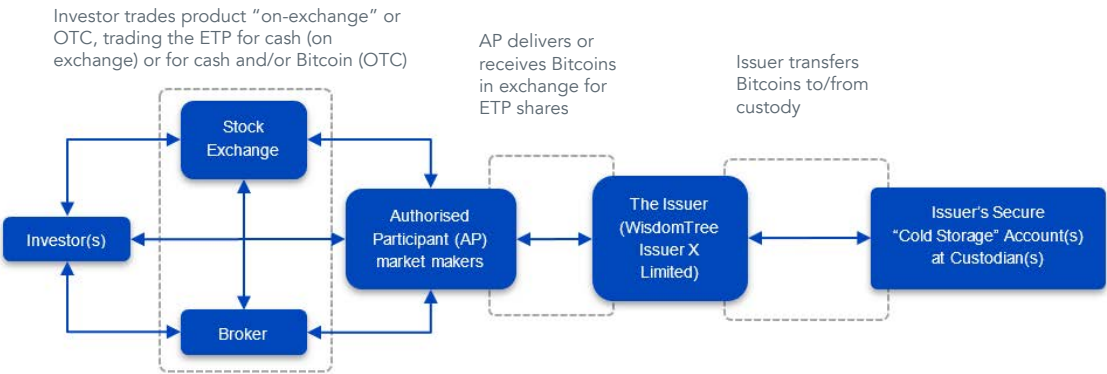 Investor trades product “on-exchange” or
OTC, trading the ETP for cash (on
exchange) or for cash and/or Bitcoin (OTC)
AP delivers or
receives Bitcoins
in exchange for
ETP shares
Issuer transfers
Bitcoins to/from
custody
Stock
Exchange
Investor(s)
Authorised
Participant (AP)
market makers
The Issuer
(WisdomTree
Issuer X
Limited)
Issuer’s Secure
“Cold Storage” Account(s)
at Custodian(s)
Broker